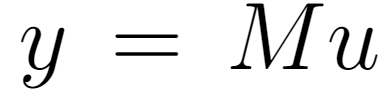 y = Mu